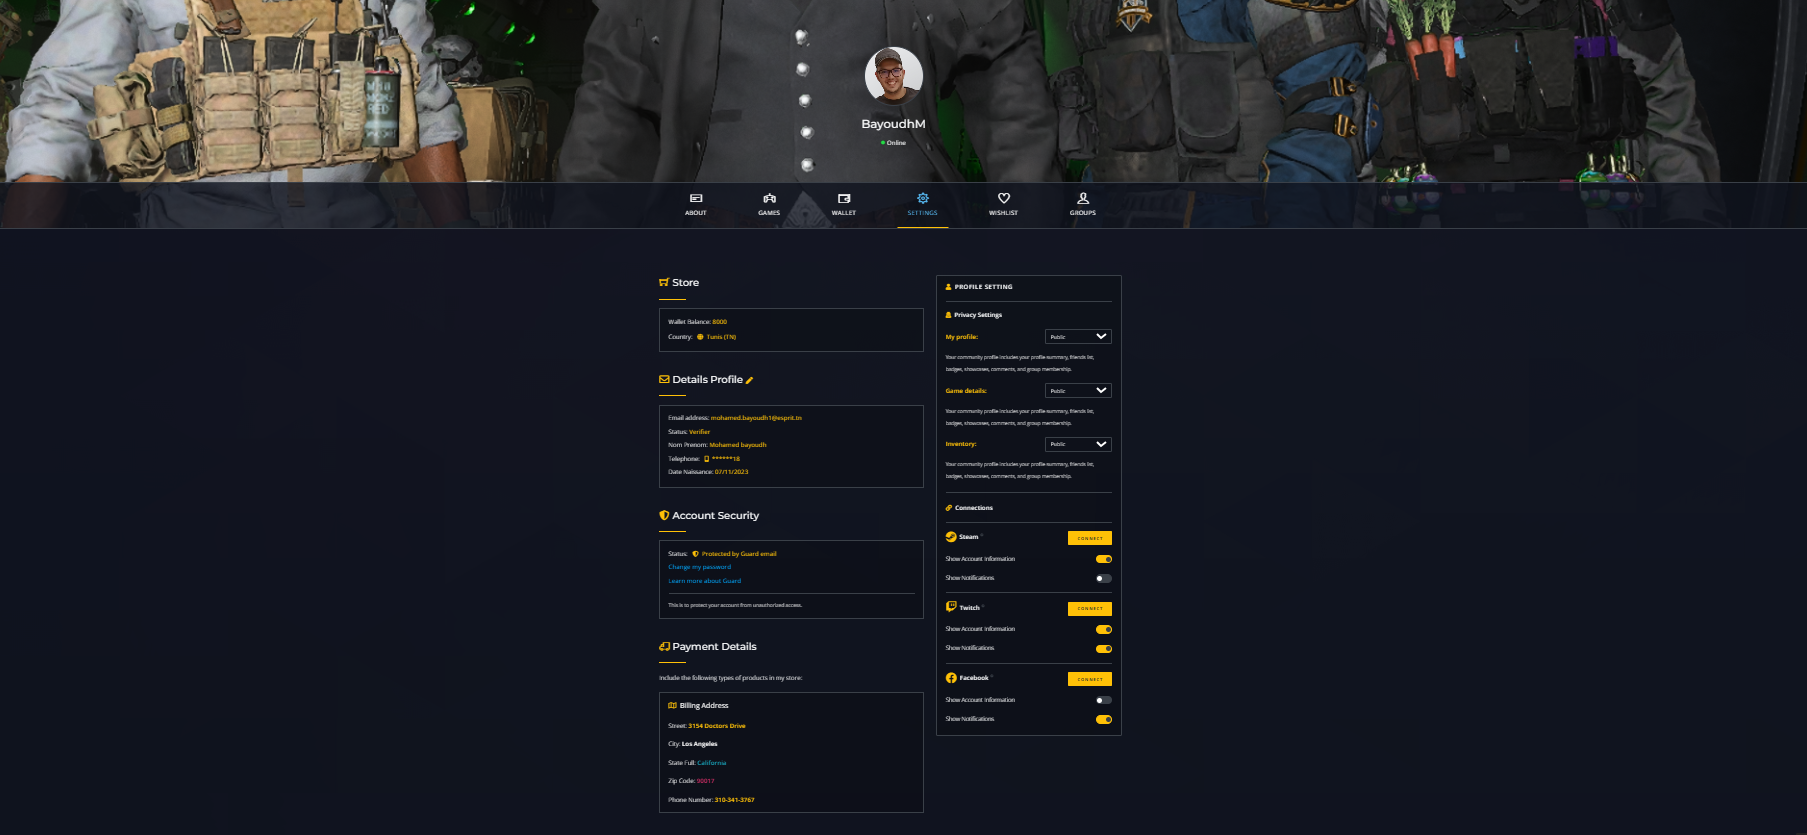 BayoudhM
Online
ABOUT
GAMES
WALLET
SETTINGS
WISHLIST
GROUPS
Store
Wallet Balance: 8000
Country: Tunis (TN)
Details Profile
Email address: mohamed.bayoudh1@esprit.tn
Status: Verifier
Nom Prenom: Mohamed bayoudh
Telephone: ******18
Date Naissance: 07/11/2023
Account Security
Status: Protected by Guard email
Change my password
Learn more about Guard
This is to protect your account from unauthorized access.
Payment Details
Include the following types of products in my store:
Billing Address
Street: 3154 Doctors Drive
City: Los Angeles
State Full: California
Zip Code: 90017
Phone Number: 310-341-3767
PROFILE SETTING
Privacy Settings
My profile: Public
Your community profile includes your profile summary, friends list,
badges, showcases, comments, and group membership.
Game details: Public
Your community profile includes your profile summary, friends list,
badges, showcases, comments, and group membership.
Inventory: Public
Your community profile includes your profile summary, friends list,
badges, showcases, comments, and group membership.
Connections
Steam CONNECT
Show Account Information
Show Notifications
Twitch CONNECT
Show Account Information
Show Notifications
Facebook CONNECT
Show Account Information
Show Notifications